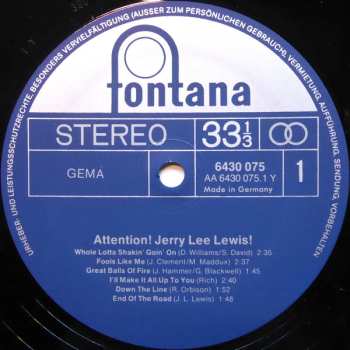 URHEBER- UND LEISTUNGSSCHUTZRECHTE, BESONDERS VERVIELFÄLTIGUNG (AUSSER ZUM PERSÖNLICHEN GEBRAUCH), VERMIETUNG, AUFFÜHRUNG, SENDUNG, VORBEHALTEN
fontana
STEREO 33 1/3
GEMA
6430 075
AA 6430 075.1 Y
Made in Germany
1
Attention! Jerry Lee Lewis!
Whole Lotta Shakin' Goin' On (D. Williams/S. David) 2:35
Fools Like Me (J. Clement/M. Maddux) 2:37
Great Balls Of Fire (J. Hammer/G. Blackwell) 1:45
I'll Make It All Up To You (Rich) 2:40
Down The Line (R. Orbison) 1:52
End Of The Road (J. L. Lewis) 1:48